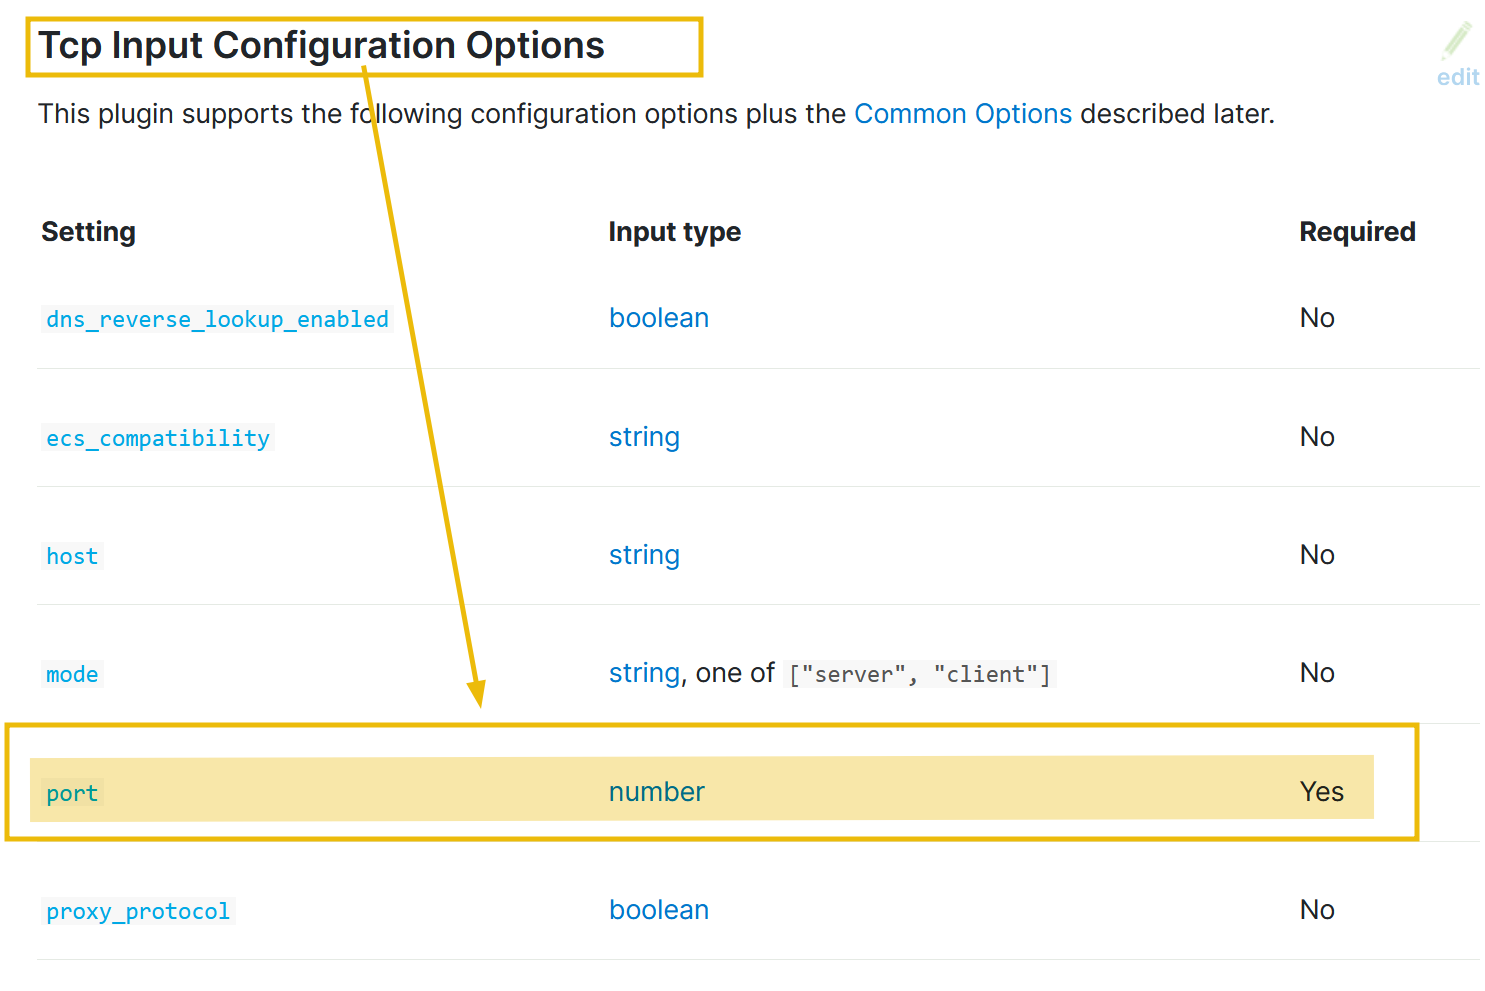 Tcp Input Configuration Options
edit
This plugin supports the following configuration options plus the Common Options described later.
Setting Input type Required
dns_reverse_lookup_enabled boolean No
ecs_compatibility string No
host string No
mode string, one of ["server", "client"] No
port number Yes
proxy_protocol boolean No